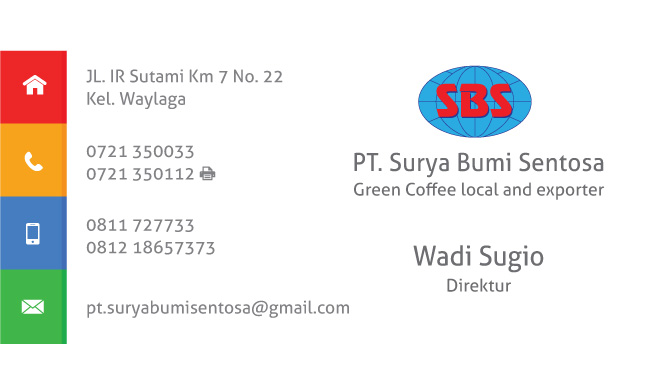 JL. IR Sutami Km 7 No. 22
Kel. Waylaga
0721 350033
0721 350112
0811 727733
0812 18657373
pt.suryabumisentosa@gmail.com
SBS
PT. Surya Bumi Sentosa
Green Coffee local and exporter
Wadi Sugio
Direktur